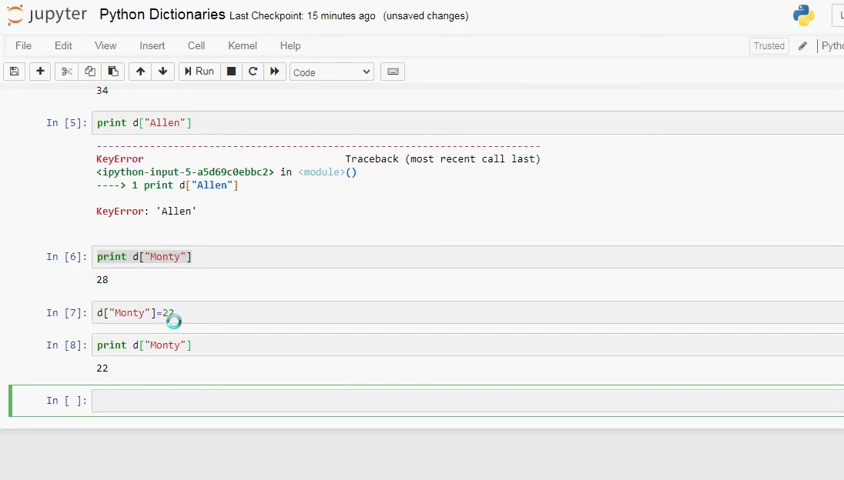 jupyter Python Dictionaries Last Checkpoint: 15 minutes ago (unsaved changes)
File Edit View Insert Cell Kernel Help Trusted
Run Code
34
In [5]: print d["Allen"]
---------------------------------------------------------------------------
KeyError Traceback (most recent call last)
<ipython-input-5-a5d69c0ebbc2> in <module>()
----> 1 print d["Allen"]
KeyError: 'Allen'
In [6]: print d["Monty"]
28
In [7]: d["Monty"]=22
In [8]: print d["Monty"]
22
In [ ]: